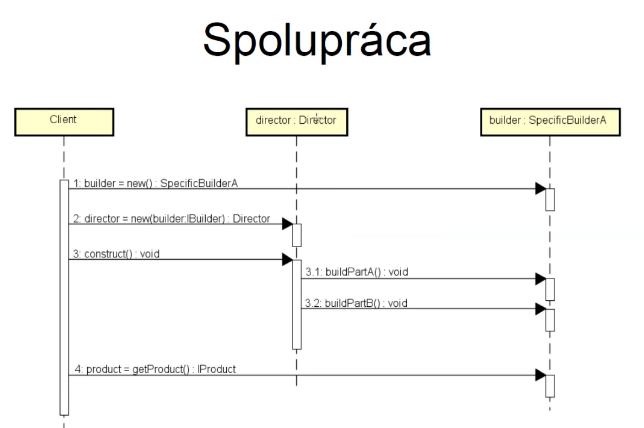 Spolupráca
Client
director : Director
builder : SpecificBuilderA
1: builder = new() : SpecificBuilderA
2: director = new(builder:IBuilder) : Director
3: construct() : void
3.1: buildPartA() : void
3.2: buildPartB() : void
4: product = getProduct() : IProduct